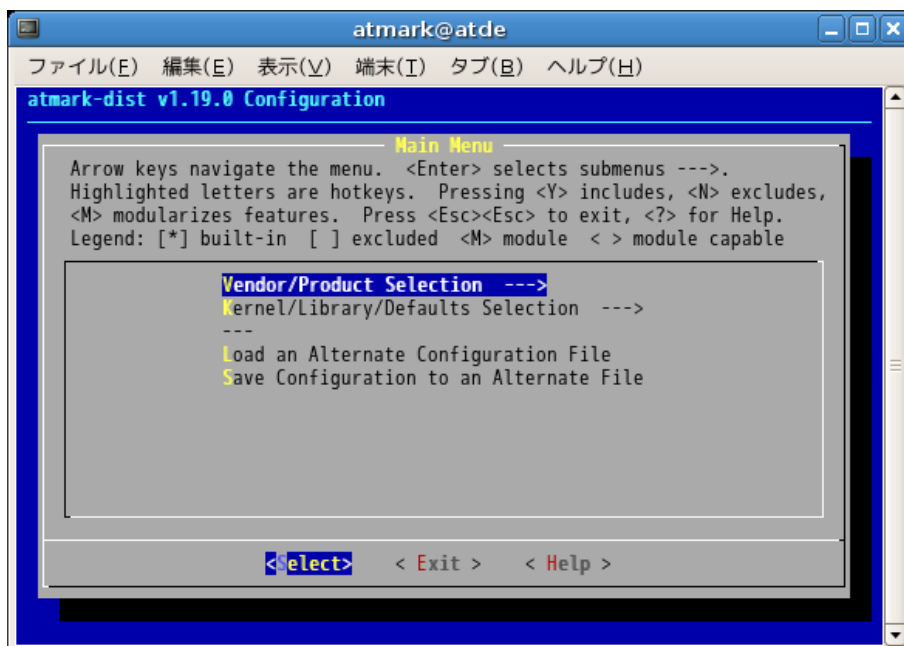 atmark@atde
ファイル(F) 編集(E) 表示(V) 端末(T) タブ(B) ヘルプ(H)
atmark-dist v1.19.0 Configuration
Main Menu
Arrow keys navigate the menu.  <Enter> selects submenus --->.
Highlighted letters are hotkeys.  Pressing <Y> includes, <N> excludes,
<M> modularizes features.  Press <Esc><Esc> to exit, <?> for Help.
Legend: [*] built-in  [ ] excluded  <M> module  < > module capable
Vendor/Product Selection  --->
Kernel/Library/Defaults Selection  --->
---
Load an Alternate Configuration File
Save Configuration to an Alternate File
<Select>    < Exit >    < Help >